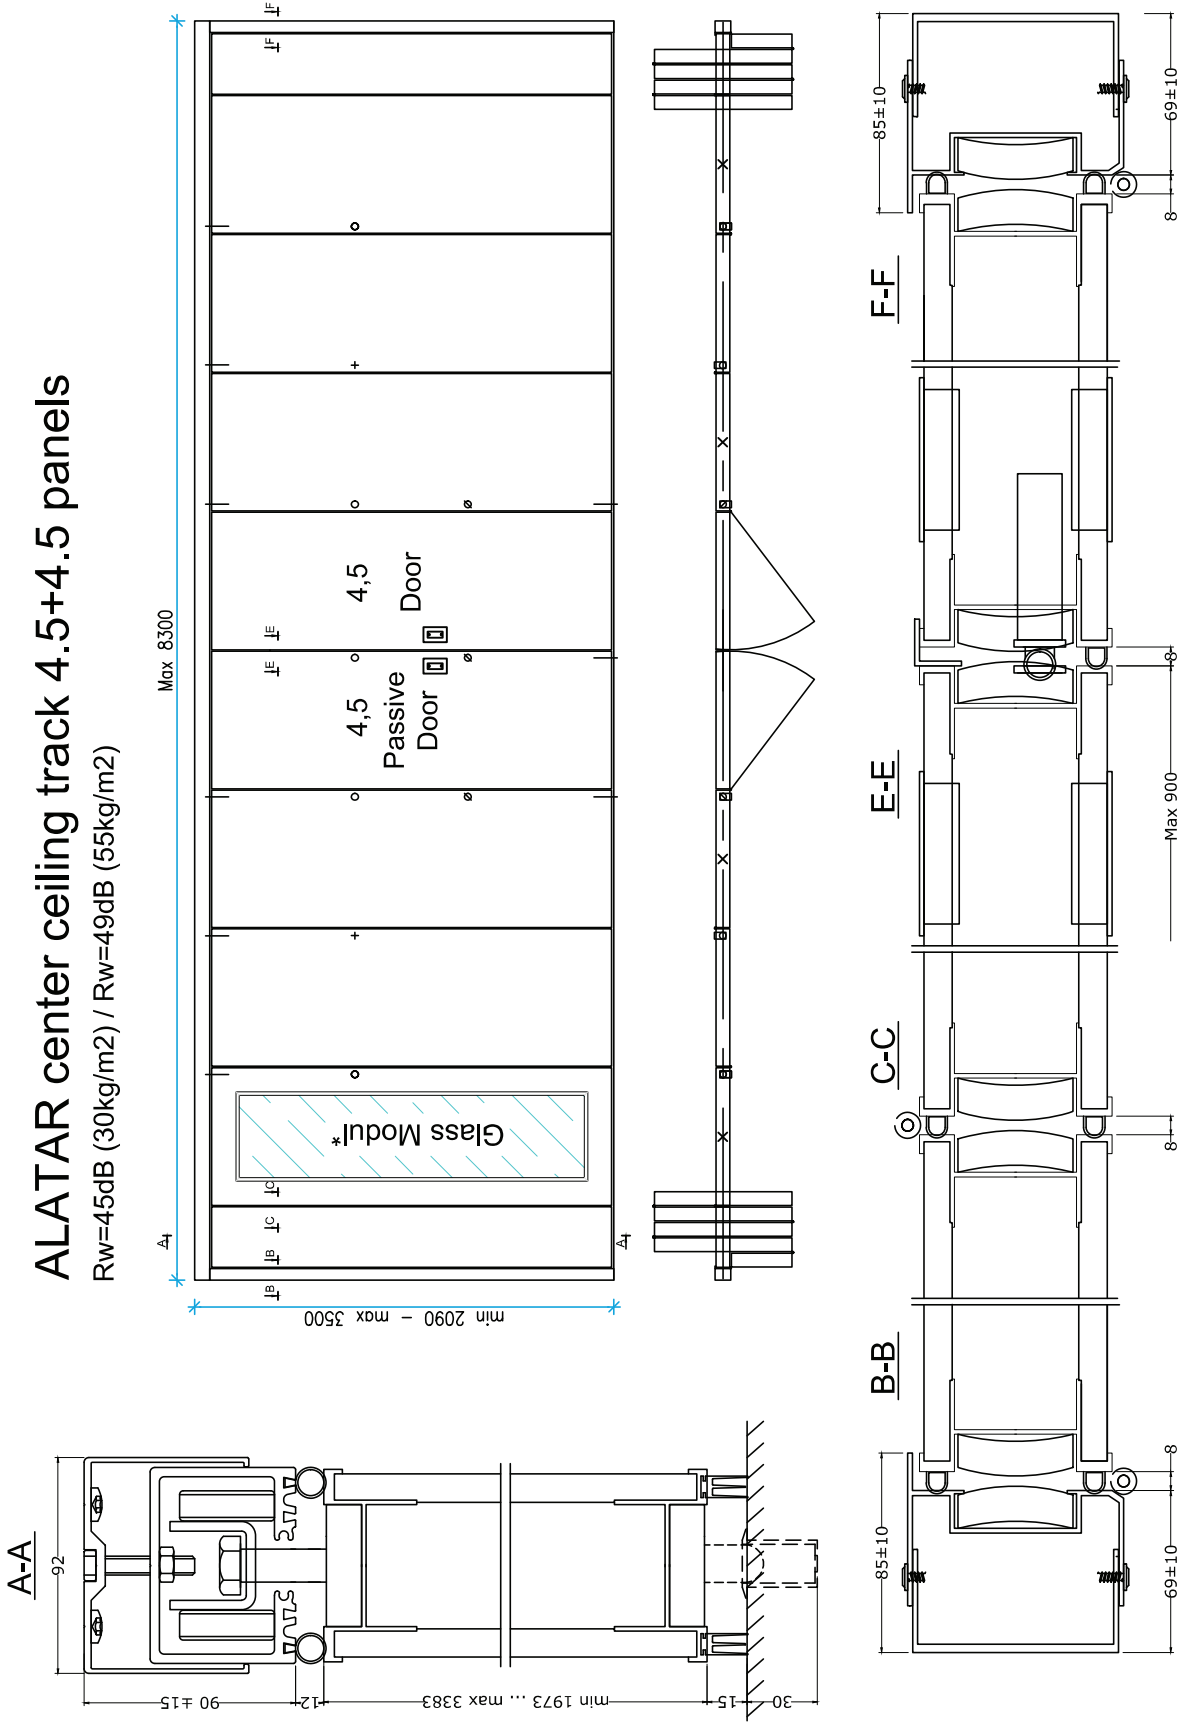 ALATAR center ceiling track 4.5+4.5 panels
Rw=45dB (30kg/m2) / Rw=49dB (55kg/m2)
A-A
92
90 ±15
12
min 1973 ... max 3383
15
30
Max 8300
min 2090 – max 3500
A
A
B
B
C
C
E
E
F
F
Glass Modul*
4,5
Passive
Door
4,5
Door
B-B
C-C
E-E
F-F
85±10
69±10
8
8
Max 900
8
85±10
69±10
8